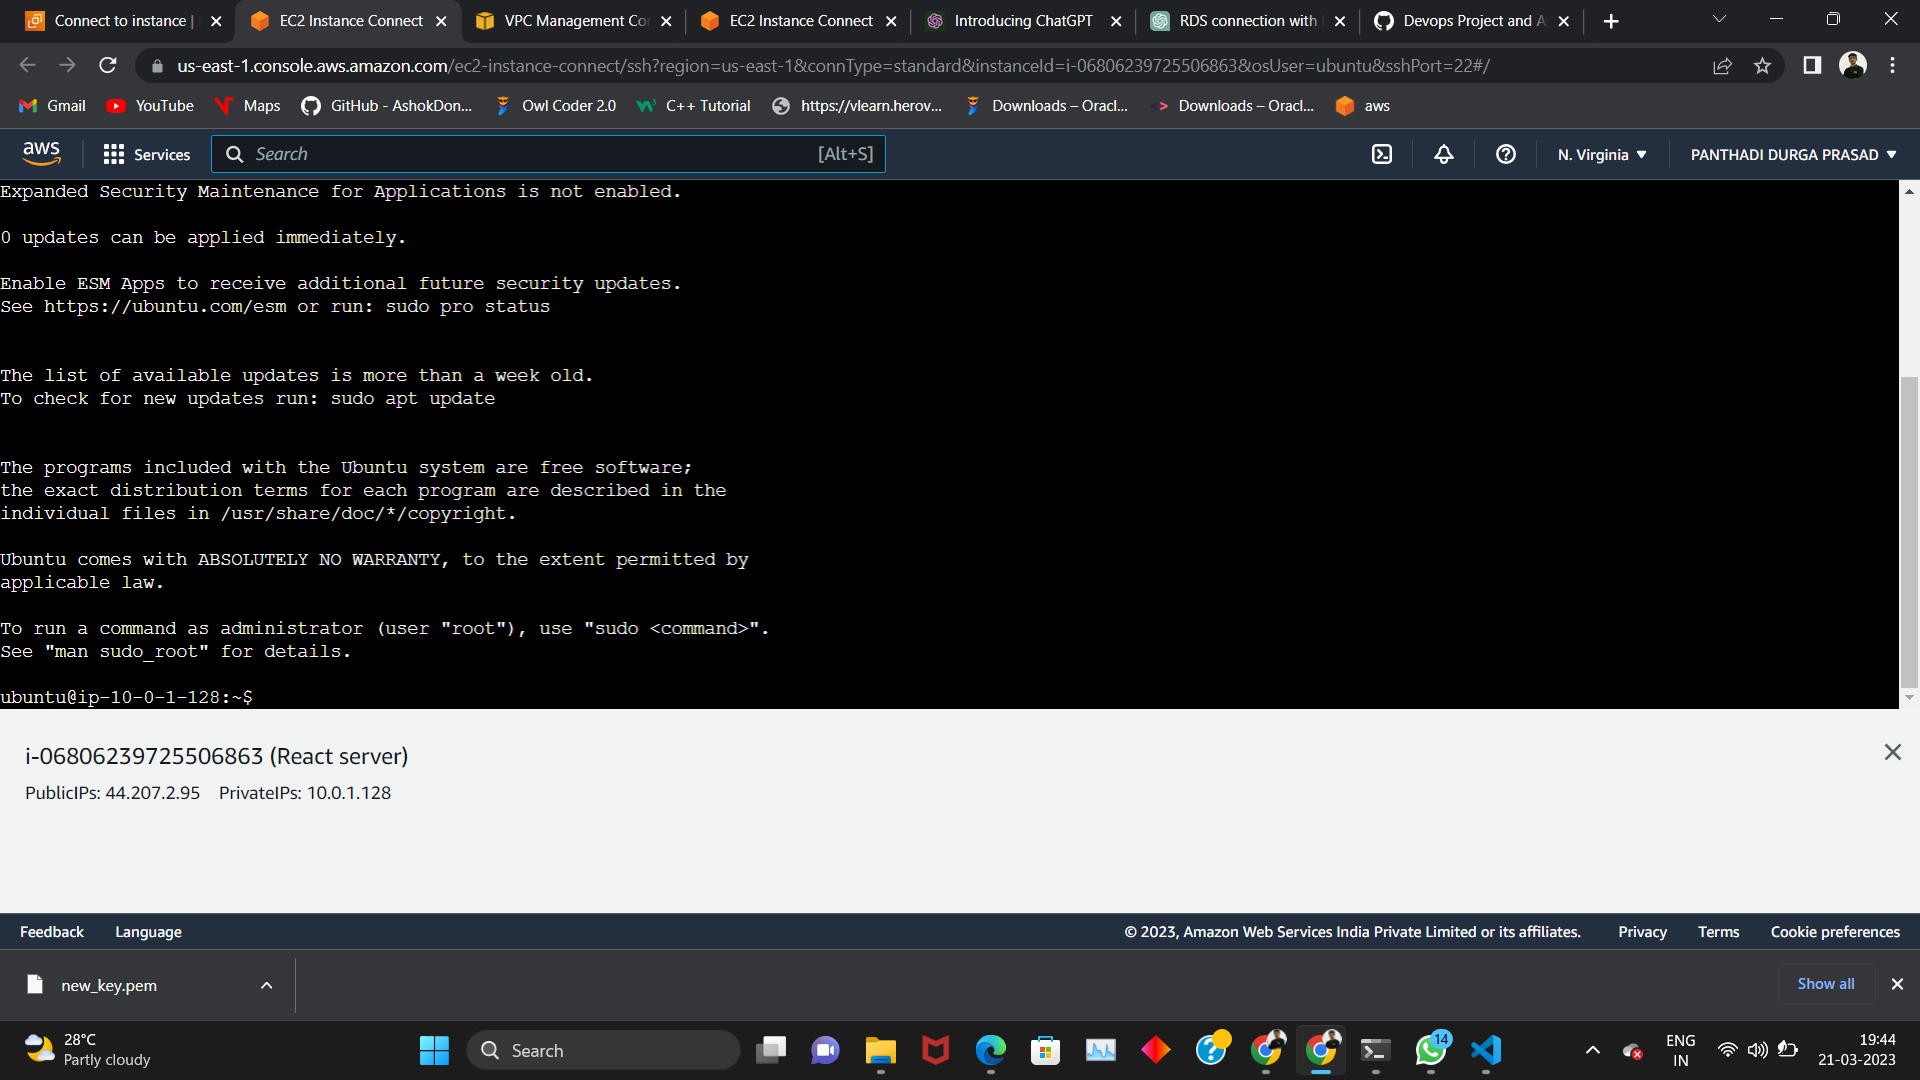 Connect to instance |
EC2 Instance Connect
VPC Management Co
EC2 Instance Connect
Introducing ChatGPT
RDS connection with
Devops Project and A
us-east-1.console.aws.amazon.com/ec2-instance-connect/ssh?region=us-east-1&connType=standard&instanceId=i-06806239725506863&osUser=ubuntu&sshPort=22#/
Gmail
YouTube
Maps
GitHub - AshokDon...
Owl Coder 2.0
C++ Tutorial
https://vlearn.herov...
Downloads – Oracl...
Downloads – Oracl...
aws
aws
Services
Search
[Alt+S]
N. Virginia
PANTHADI DURGA PRASAD
Expanded Security Maintenance for Applications is not enabled.
0 updates can be applied immediately.
Enable ESM Apps to receive additional future security updates.
See https://ubuntu.com/esm or run: sudo pro status
The list of available updates is more than a week old.
To check for new updates run: sudo apt update
The programs included with the Ubuntu system are free software;
the exact distribution terms for each program are described in the
individual files in /usr/share/doc/*/copyright.
Ubuntu comes with ABSOLUTELY NO WARRANTY, to the extent permitted by
applicable law.
To run a command as administrator (user "root"), use "sudo <command>".
See "man sudo_root" for details.
ubuntu@ip-10-0-1-128:~$
i-06806239725506863 (React server)
PublicIPs: 44.207.2.95 PrivateIPs: 10.0.1.128
Feedback
Language
© 2023, Amazon Web Services India Private Limited or its affiliates.
Privacy
Terms
Cookie preferences
new_key.pem
Show all
28°C
Partly cloudy
Search
14
ENG
IN
19:44
21-03-2023